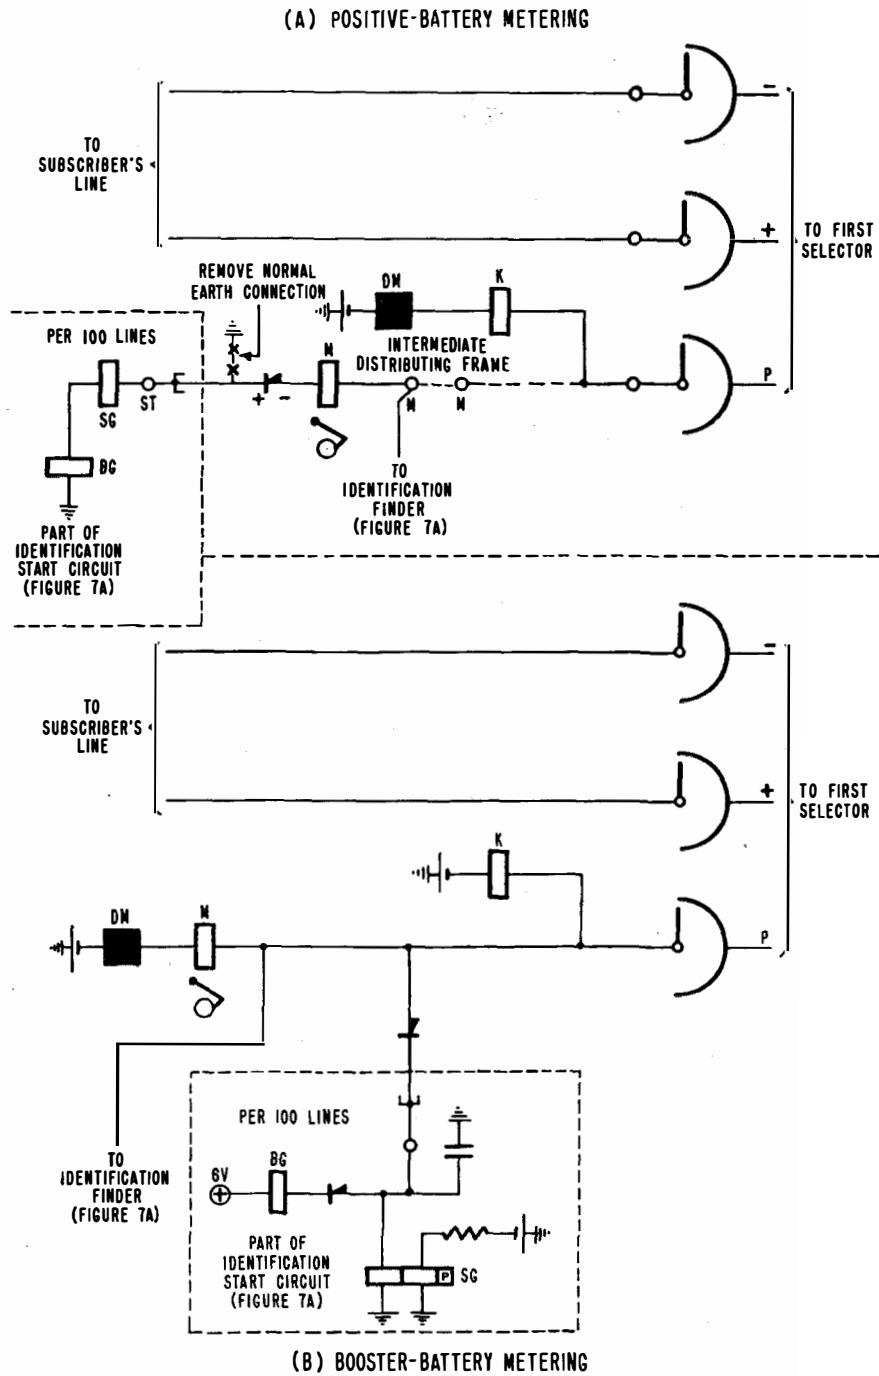 (A) POSITIVE-BATTERY METERING
-
TO
SUBSCRIBER'S
LINE
+
TO FIRST
SELECTOR
REMOVE NORMAL
EARTH CONNECTION
DM
K
PER 100 LINES
M
INTERMEDIATE
DISTRIBUTING FRAME
P
SG
ST
+ -
M
M
BG
TO
IDENTIFICATION
FINDER
(FIGURE 7A)
PART OF
IDENTIFICATION
START CIRCUIT
(FIGURE 7A)
-
TO
SUBSCRIBER'S
LINE
+
TO FIRST
SELECTOR
K
DM
M
P
PER 100 LINES
TO
IDENTIFICATION
FINDER
(FIGURE 7A)
6V
+
BG
PART OF
IDENTIFICATION
START CIRCUIT
(FIGURE 7A)
P
SG
(B) BOOSTER-BATTERY METERING